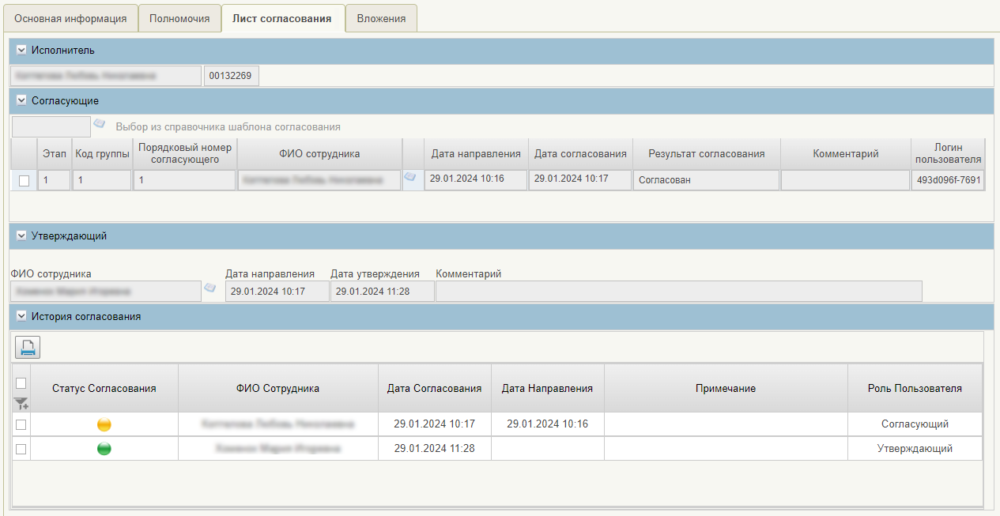 Основная информация Полномочия Лист согласования Вложения
Исполнитель
00132269
Согласующие
Выбор из справочника шаблона согласования
Этап Код группы Порядковый номер согласующего ФИО сотрудника Дата направления Дата согласования Результат согласования Комментарий Логин пользователя
1 1 1 29.01.2024 10:16 29.01.2024 10:17 Согласован 493d096f-7691
Утверждающий
ФИО сотрудника Дата направления Дата утверждения Комментарий
29.01.2024 10:17 29.01.2024 11:28
История согласования
Статус Согласования ФИО Сотрудника Дата Согласования Дата Направления Примечание Роль Пользователя
29.01.2024 10:17 29.01.2024 10:16 Согласующий
29.01.2024 11:28 Утверждающий